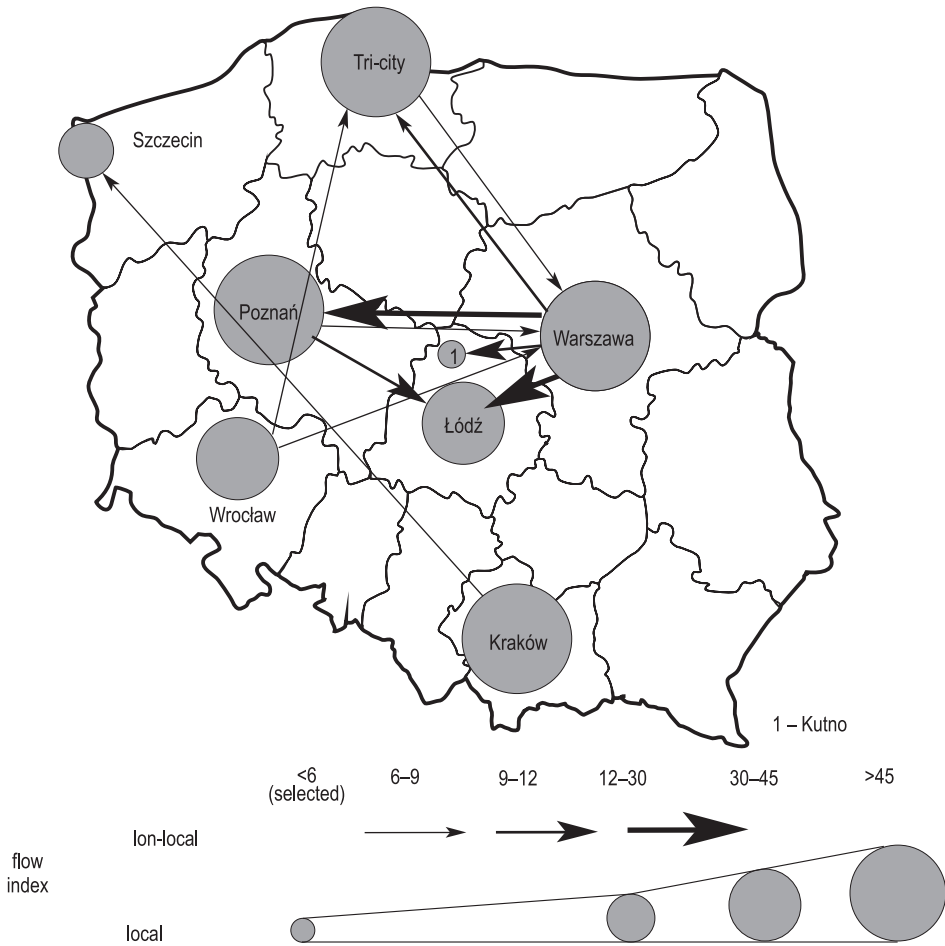 Tri-city
Szczecin
Poznań
Warszawa
1
Łódź
Wrocław
Kraków
1 – Kutno
<6 6–9 9–12 12–30 30–45 >45
(selected)
lon-local
flow
index
local